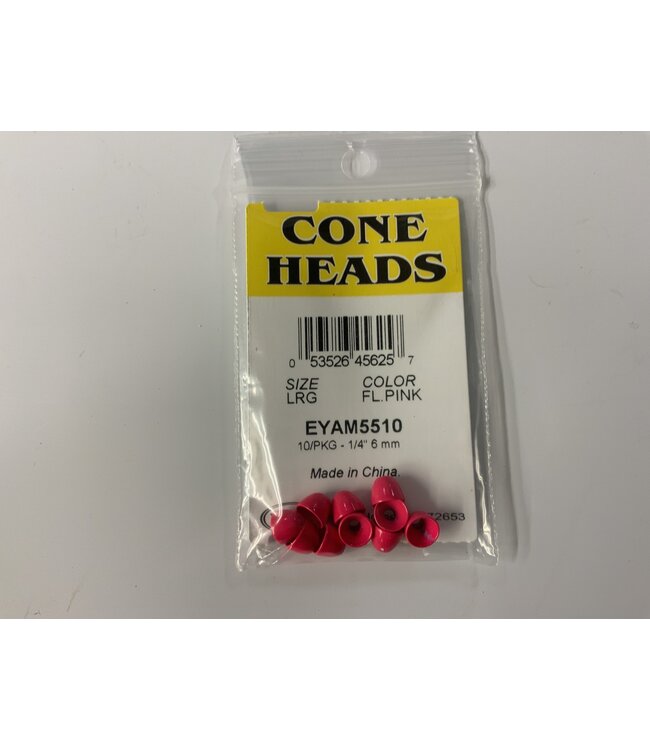 CONE
HEADS
0 53526 45625 7
SIZE COLOR
LRG FL.PINK
EYAM5510
10/PKG - 1/4" 6 mm
Made in China.
72653